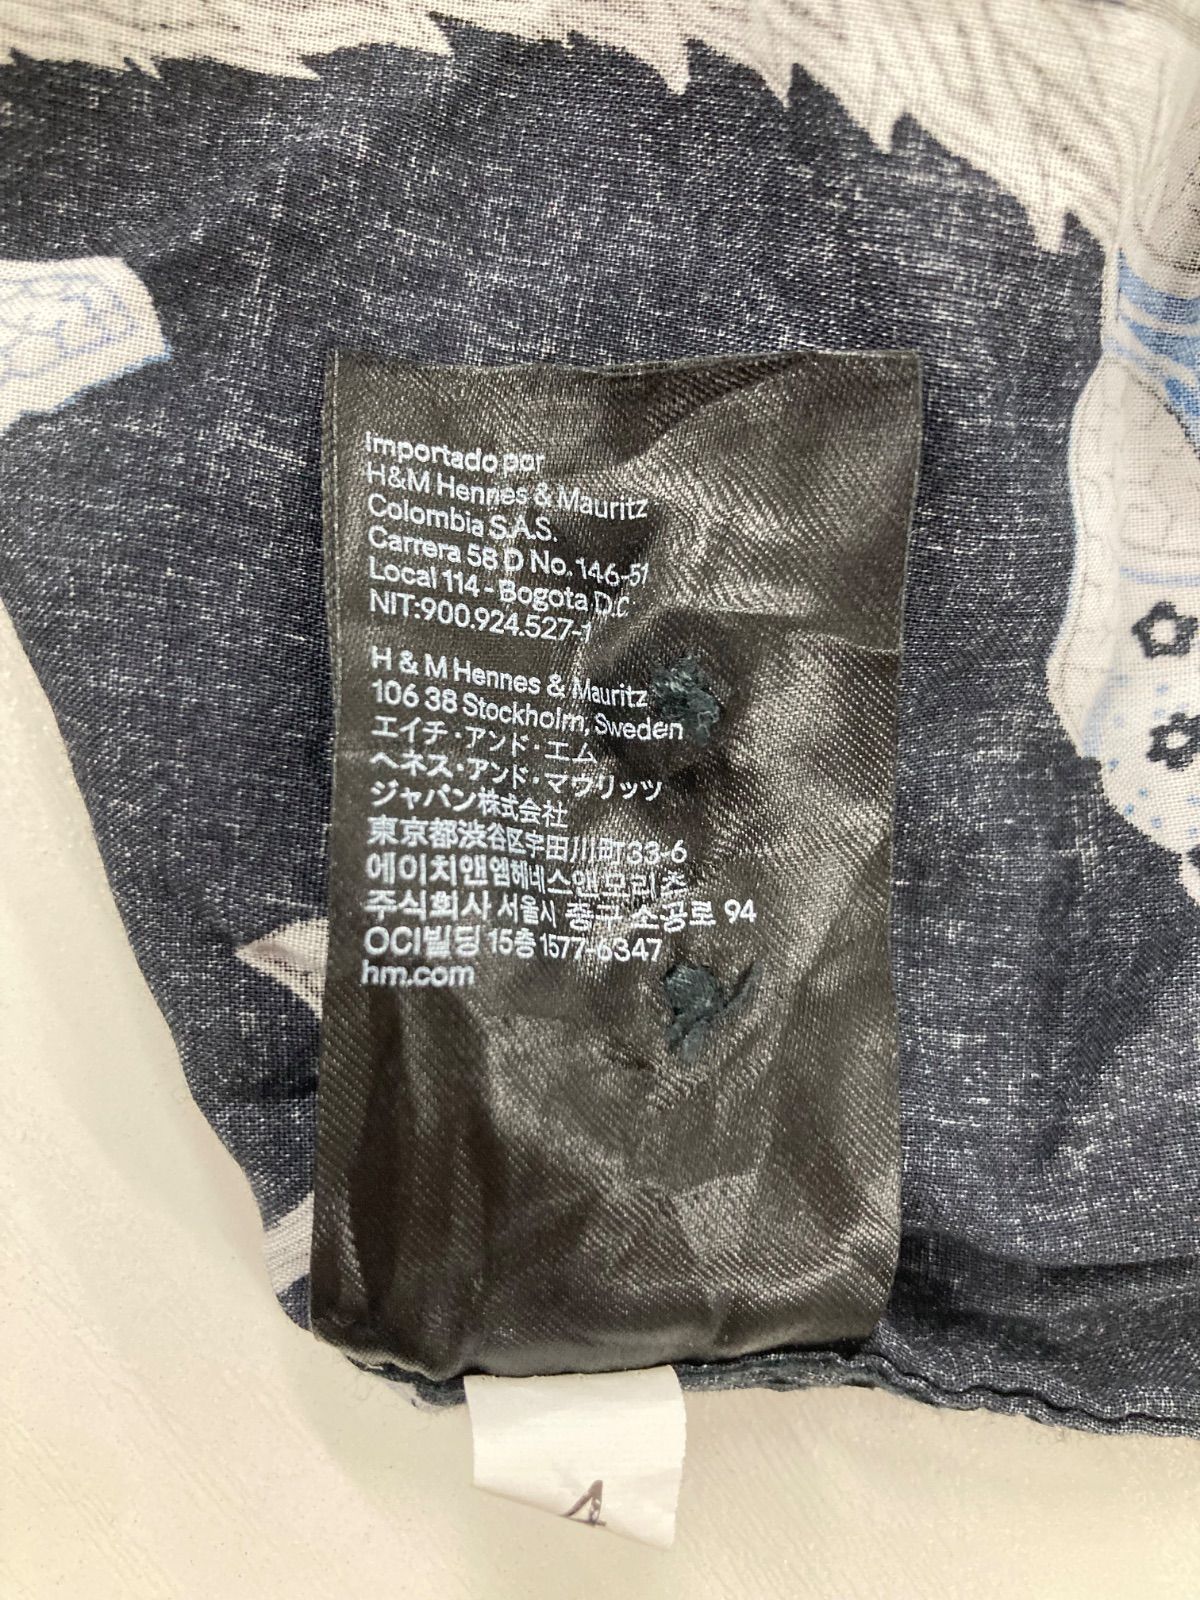 Importado por
H&M Hennes & Mauritz
Colombia S.A.S.
Carrera 58 D No. 146-51
Local 114 - Bogota D.C
NIT:900.924.527-1
H & M Hennes & Mauritz
106 38 Stockholm, Sweden
エイチ・アンド・エム
ヘネス・アンド・マウリッツ
ジャパン株式会社
東京都渋谷区宇田川町33-6
에이치앤엠헤네스앤모리츠
주식회사 서울시 중구 소공로 94
OCI빌딩 15층 1577-6347
hm.com